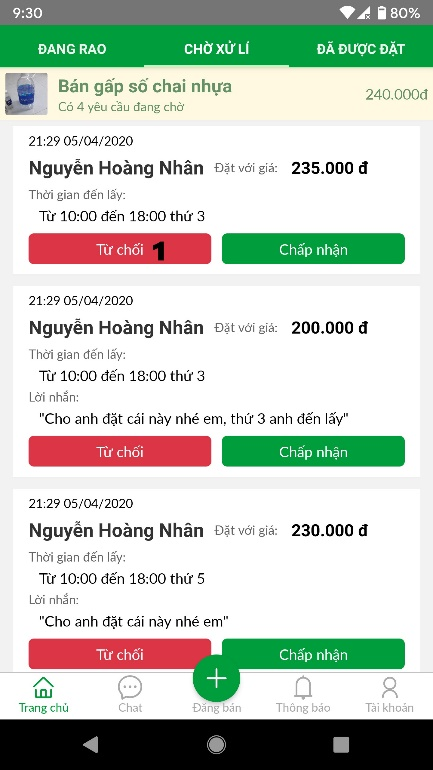 9:30 80%
ĐANG RAO CHỜ XỬ LÍ ĐÃ ĐƯỢC ĐẶT
Bán gấp số chai nhựa
Có 4 yêu cầu đang chờ 240.000đ
21:29 05/04/2020
Nguyễn Hoàng Nhân Đặt với giá: 235.000 đ
Thời gian đến lấy:
Từ 10:00 đến 18:00 thứ 3
Từ chối 1 Chấp nhận
21:29 05/04/2020
Nguyễn Hoàng Nhân Đặt với giá: 200.000 đ
Thời gian đến lấy:
Từ 10:00 đến 18:00 thứ 3
Lời nhắn:
"Cho anh đặt cái này nhé em, thứ 3 anh đến lấy"
Từ chối Chấp nhận
21:29 05/04/2020
Nguyễn Hoàng Nhân Đặt với giá: 230.000 đ
Thời gian đến lấy:
Từ 10:00 đến 18:00 thứ 5
Lời nhắn:
"Cho anh đặt cái này nhé em"
Từ chối Chấp nhận
Trang chủ Chat Đăng bán Thông báo Tài khoản